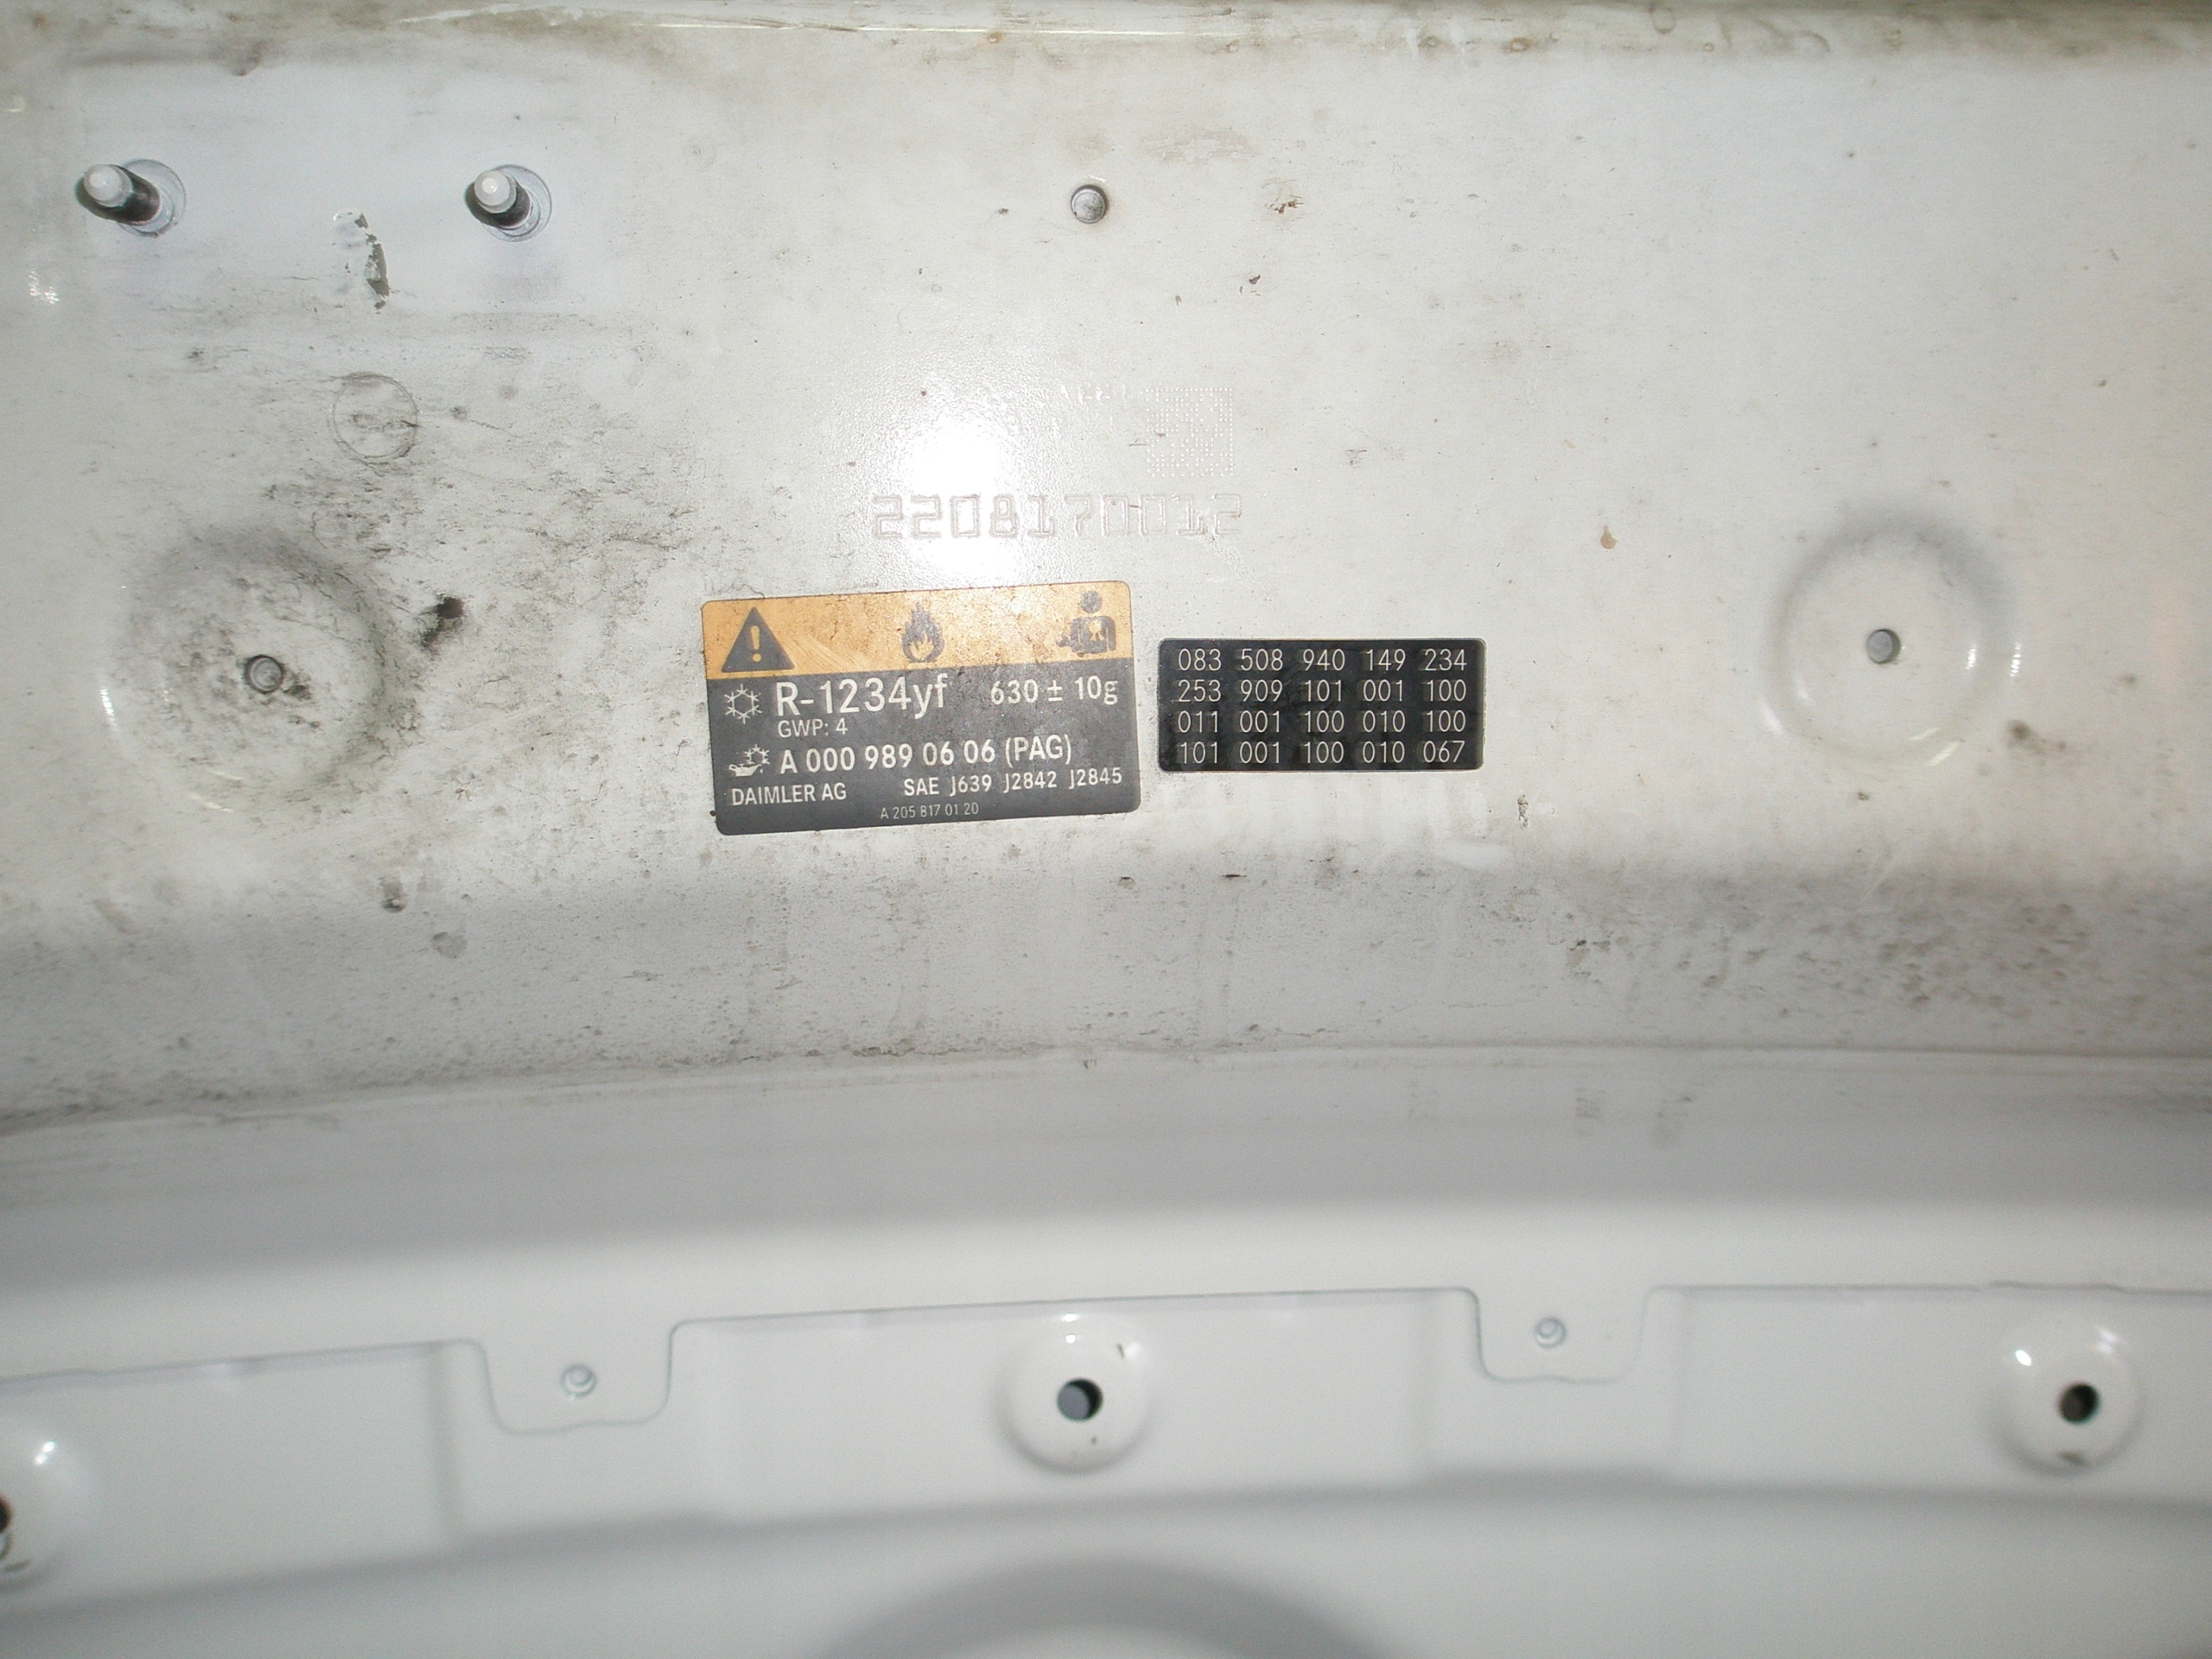 2208170012
R-1234yf 630 ± 10g
GWP: 4
A 000 989 06 06 (PAG)
DAIMLER AG SAE J639 J2842 J2845
A 205 817 01 20
083 508 940 149 234
253 909 101 001 100
011 001 100 010 100
101 001 100 010 067